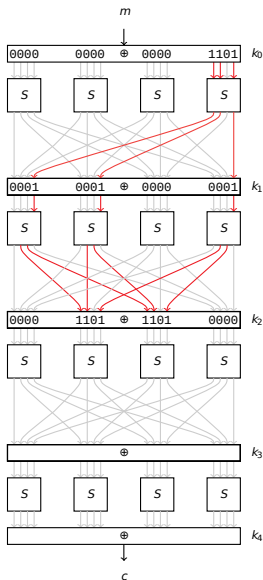 m
0000 0000 ⊕ 0000 1101 k₀
S S S S
0001 0001 ⊕ 0000 0001 k₁
S S S S
0000 1101 ⊕ 1101 0000 k₂
S S S S
⊕ k₃
S S S S
⊕ k₄
c